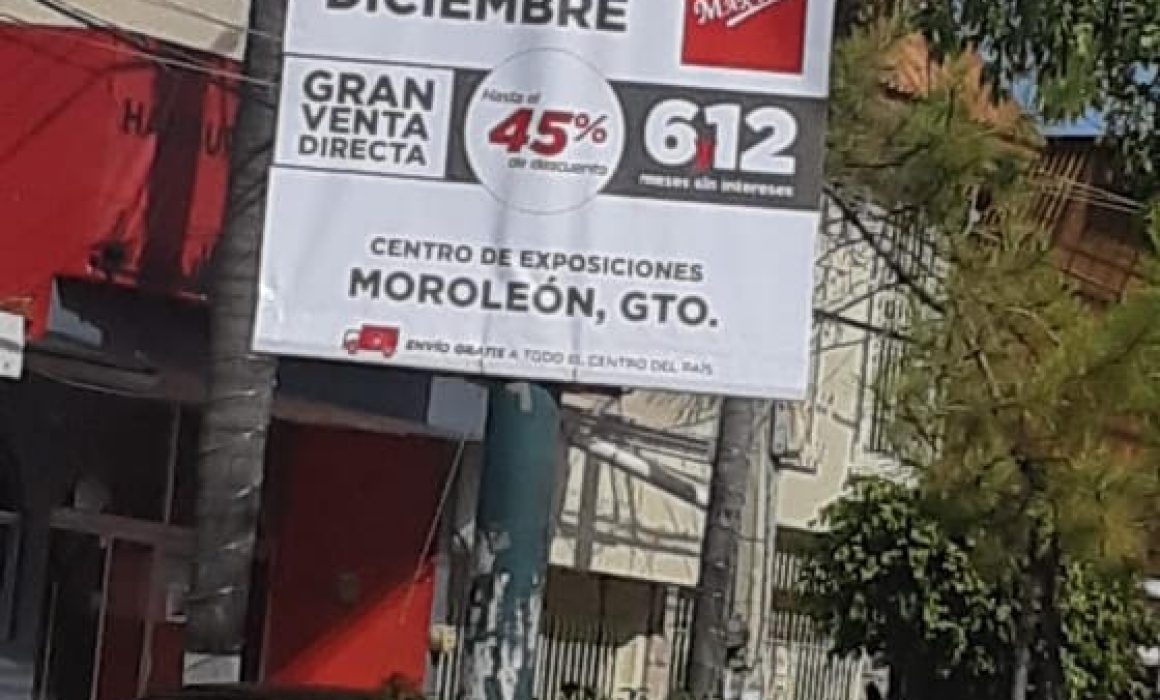 DICIEMBRE
GRAN
VENTA
DIRECTA
Hasta el
45%
de descuento
6 y 12
meses sin intereses
CENTRO DE EXPOSICIONES
MOROLEÓN, GTO.
ENVÍO GRATIS A TODO EL CENTRO DEL PAÍS